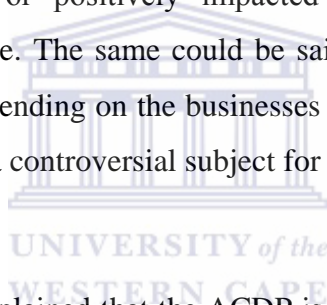 or positively impacted
e. The same could be sai
ending on the businesses
controversial subject for
UNIVERSITY of the
WESTERN CAPE
plained that the ACDP is